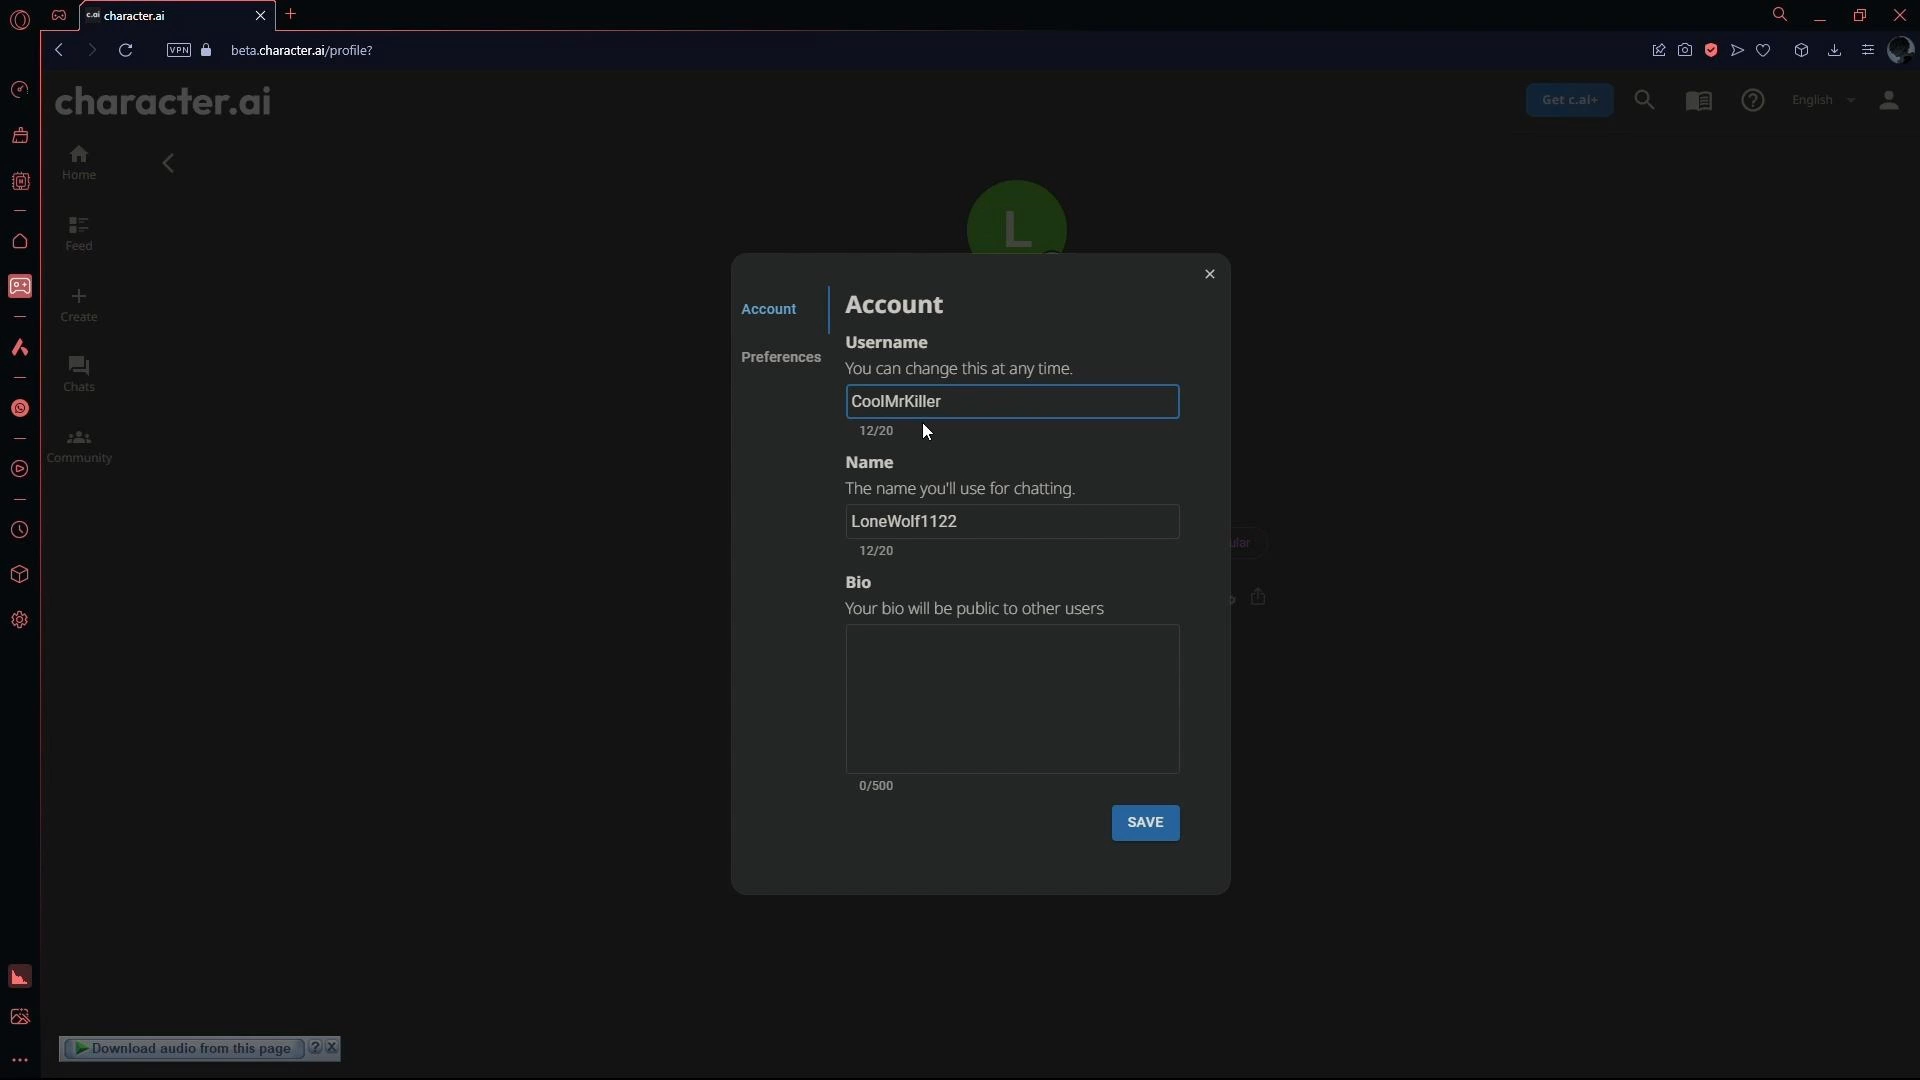 c.ai character.ai
VPN beta.character.ai/profile?
character.ai
Get c.ai+
English
Home
Feed
Create
Chats
Community
L
Account
Preferences
Account
Username
You can change this at any time.
CoolMrKiller
12/20
Name
The name you'll use for chatting.
LoneWolf1122
12/20
Bio
Your bio will be public to other users
0/500
SAVE
ular
Download audio from this page